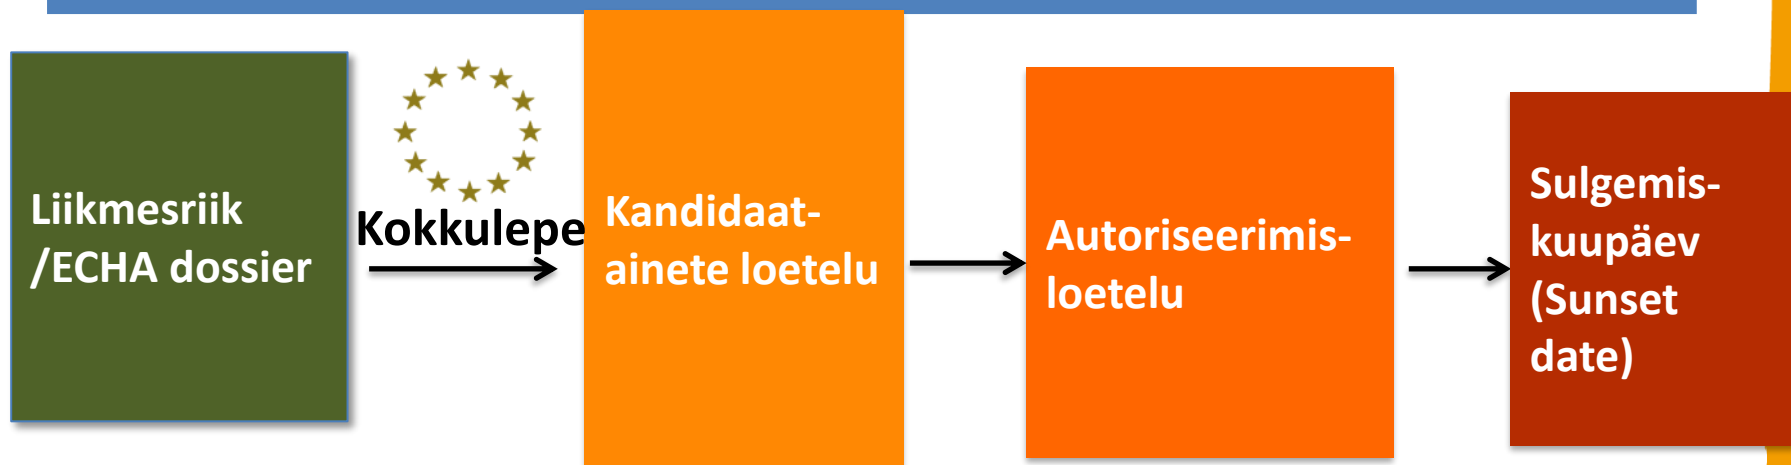 Liikmesriik
/ECHA dossier
Kokkulepe
Kandidaat-
ainete loetelu
Autoriseerimis-
loetelu
Sulgemis-
kuupäev
(Sunset
date)